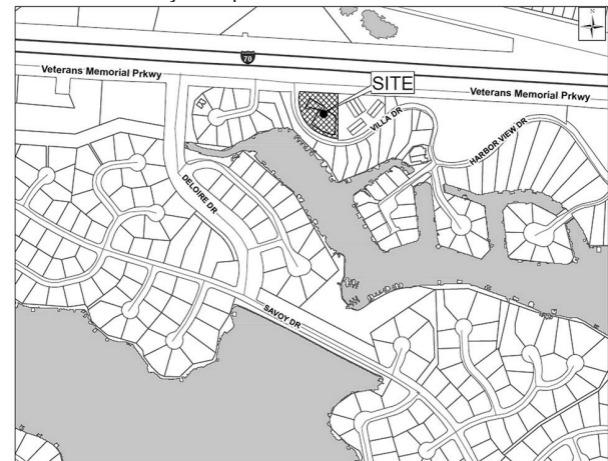 N
70
Veterans Memorial Prkwy
SITE
Veterans Memorial Prkwy
VILLA DR
HARBOR VIEW DR
DELOIRE DR
SAVOY DR